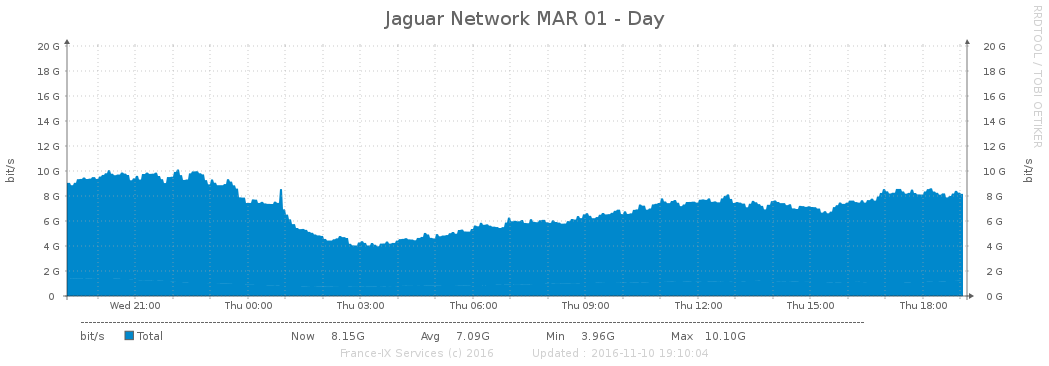 Jaguar Network MAR 01 - Day
RRDTOOL / TOBI OETIKER
bit/s
bit/s
20 G 20 G
18 G 18 G
16 G 16 G
14 G 14 G
12 G 12 G
10 G 10 G
8 G 8 G
6 G 6 G
4 G 4 G
2 G 2 G
0 0 G
Wed 21:00 Thu 00:00 Thu 03:00 Thu 06:00 Thu 09:00 Thu 12:00 Thu 15:00 Thu 18:00
bit/s Total Now 8.15G Avg 7.09G Min 3.96G Max 10.10G
France-IX Services (c) 2016 Updated : 2016-11-10 19:10:04